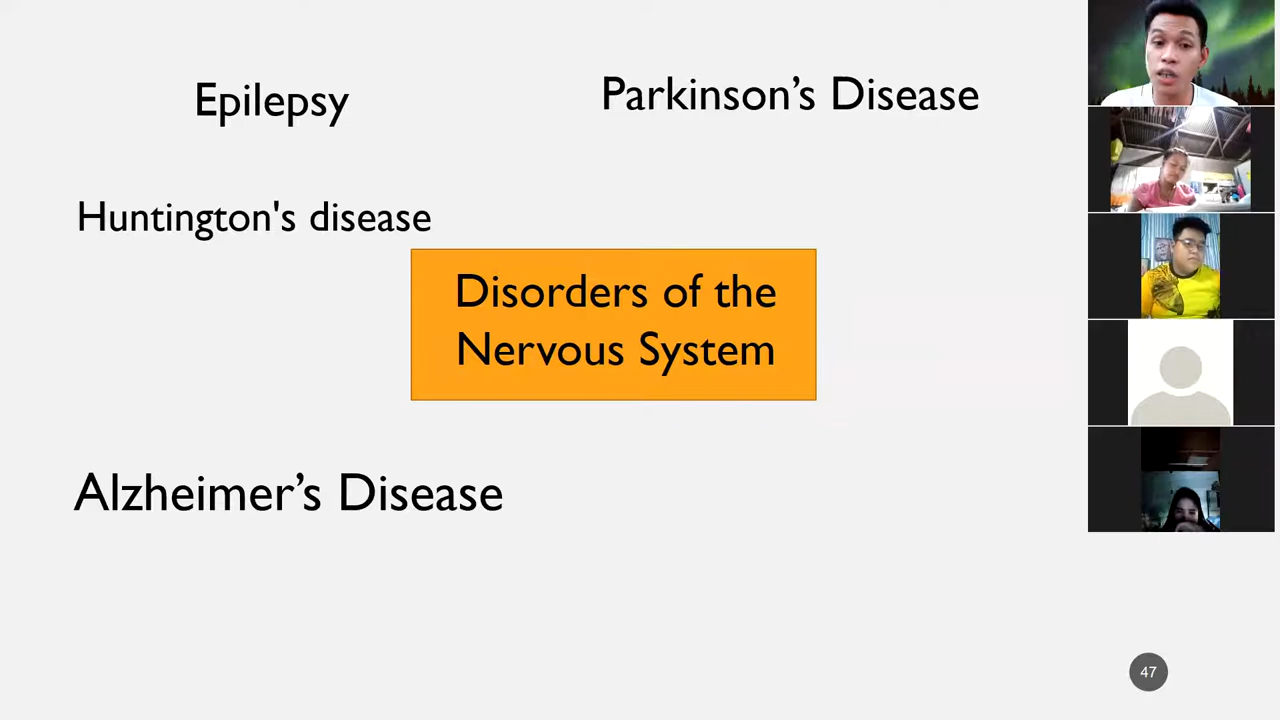 Epilepsy
Parkinson’s Disease
Huntington's disease
Disorders of the
Nervous System
Alzheimer’s Disease
47